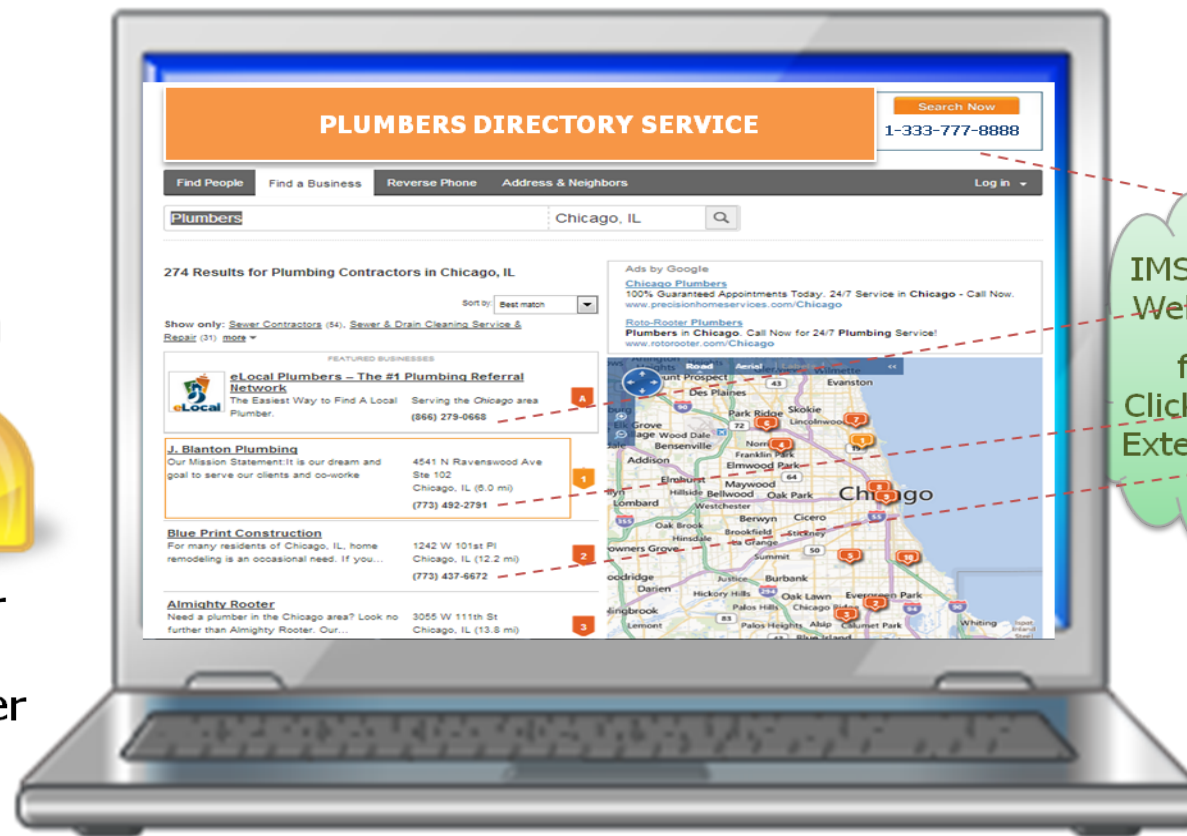 PLUMBERS DIRECTORY SERVICE
Search Now
1-333-777-8888
Find People Find a Business Reverse Phone Address & Neighbors Log in
Plumbers Chicago, IL
274 Results for Plumbing Contractors in Chicago, IL
Sort by: Best match
Show only: Sewer Contractors (54), Sewer & Drain Cleaning Service &
Repair (31) more
FEATURED BUSINESSES
eLocal
eLocal Plumbers – The #1 Plumbing Referral
Network
The Easiest Way to Find A Local
Plumber.
Serving the Chicago area
(866) 279-0668
A
J. Blanton Plumbing
Our Mission Statement:It is our dream and
goal to serve our clients and co-worke
4541 N Ravenswood Ave
Ste 102
Chicago, IL (6.0 mi)
(773) 492-2791
1
Blue Print Construction
For many residents of Chicago, IL, home
remodeling is an occasional need. If you...
1242 W 101st Pl
Chicago, IL (12.2 mi)
(773) 437-6672
2
Almighty Rooter
Need a plumber in the Chicago area? Look no
further than Almighty Rooter. Our...
3055 W 111th St
Chicago, IL (13.8 mi)
3
Ads by Google
Chicago Plumbers
100% Guaranteed Appointments Today. 24/7 Service in Chicago - Call Now.
www.precisionhomeservices.com/Chicago
Roto-Rooter Plumbers
Plumbers in Chicago. Call Now for 24/7 Plumbing Service!
www.rotorooter.com/Chicago
Road Aerial
Evanston
Des Plaines
Park Ridge Skokie
Lincolnwood
Wood Dale
Bensenville
Franklin Park
Addison
Elmwood Park
Elmhurst
Maywood
Hillside Bellwood Oak Park
Chicago
Lombard
Westchester
Berwyn Cicero
Oak Brook
Brookfield Stickney
Hinsdale
La Grange
Summit
Justice Burbank
Darien
Hickory Hills Oak Lawn Evergreen Park
Palos Hills Chicago Ridge
Lemont
Palos Heights Alsip Calumet Park
Whiting
Blue Island
IMS
We
f
Click
Exte
r
er